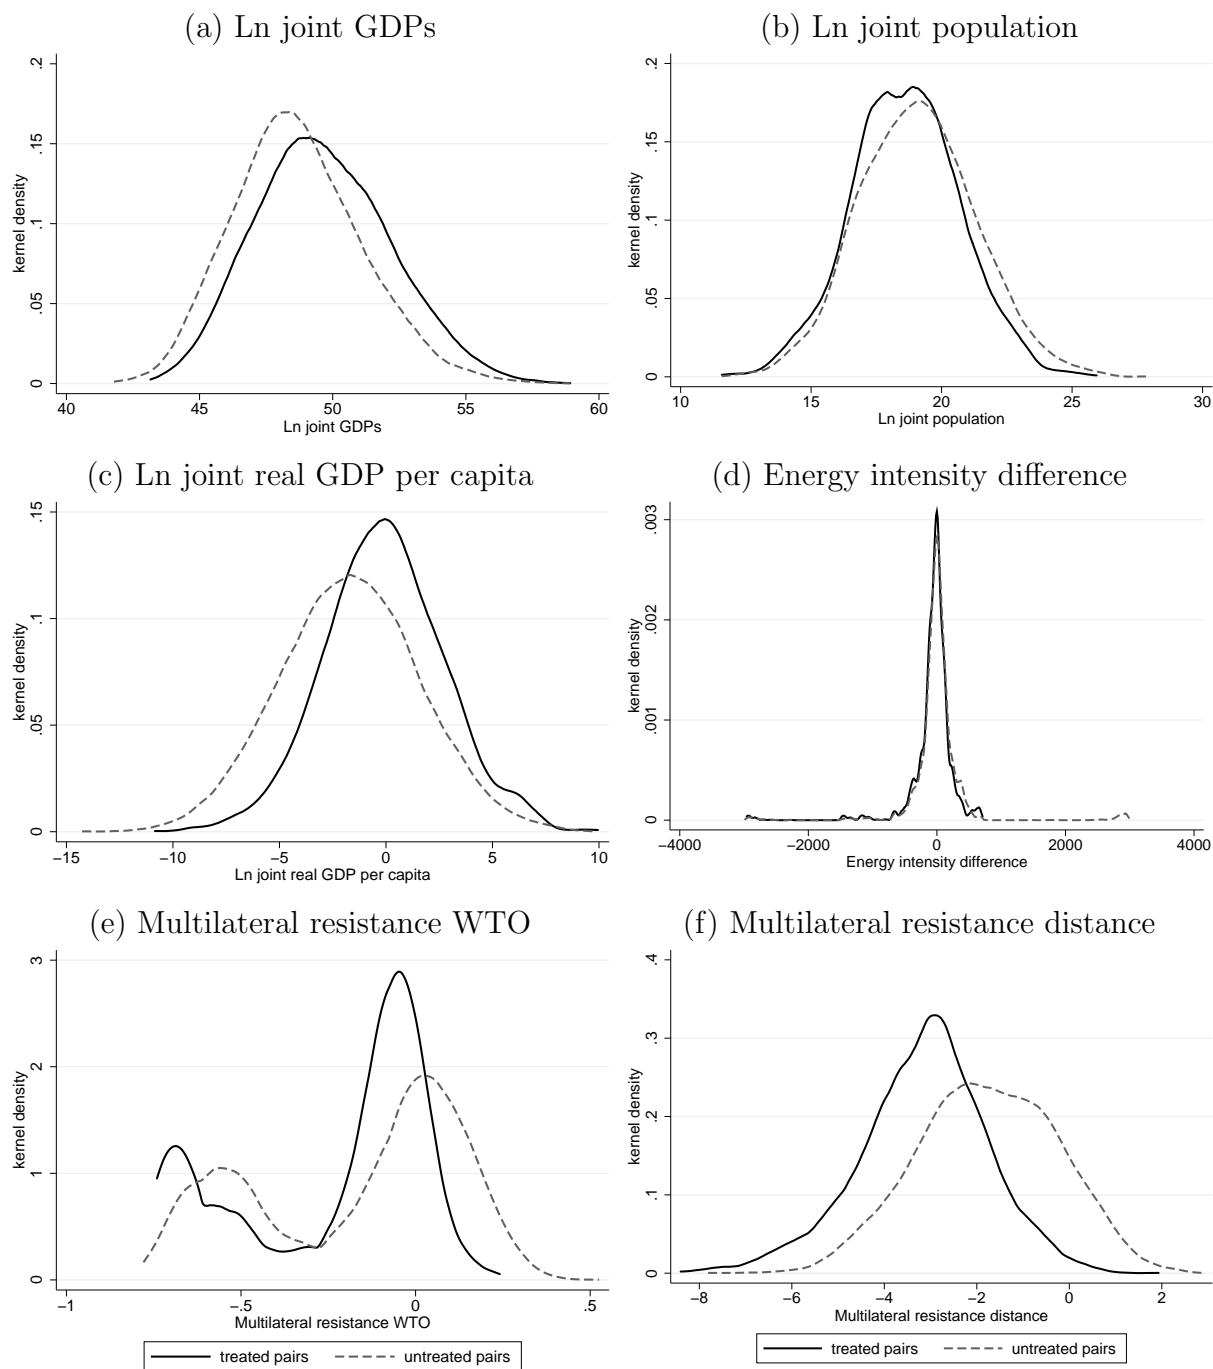 (a) Ln joint GDPs
(b) Ln joint population
kernel density
0 .05 .1 .15 .2
40 45 50 55 60
Ln joint GDPs
kernel density
0 .05 .1 .15 .2
10 15 20 25 30
Ln joint population
(c) Ln joint real GDP per capita
(d) Energy intensity difference
kernel density
0 .05 .1 .15
−15 −10 −5 0 5 10
Ln joint real GDP per capita
kernel density
0 .001 .002 .003
−4000 −2000 0 2000 4000
Energy intensity difference
(e) Multilateral resistance WTO
(f) Multilateral resistance distance
kernel density
0 1 2 3
−1 −.5 0 .5
Multilateral resistance WTO
treated pairs untreated pairs
kernel density
0 .1 .2 .3 .4
−8 −6 −4 −2 0 2
Multilateral resistance distance
treated pairs untreated pairs